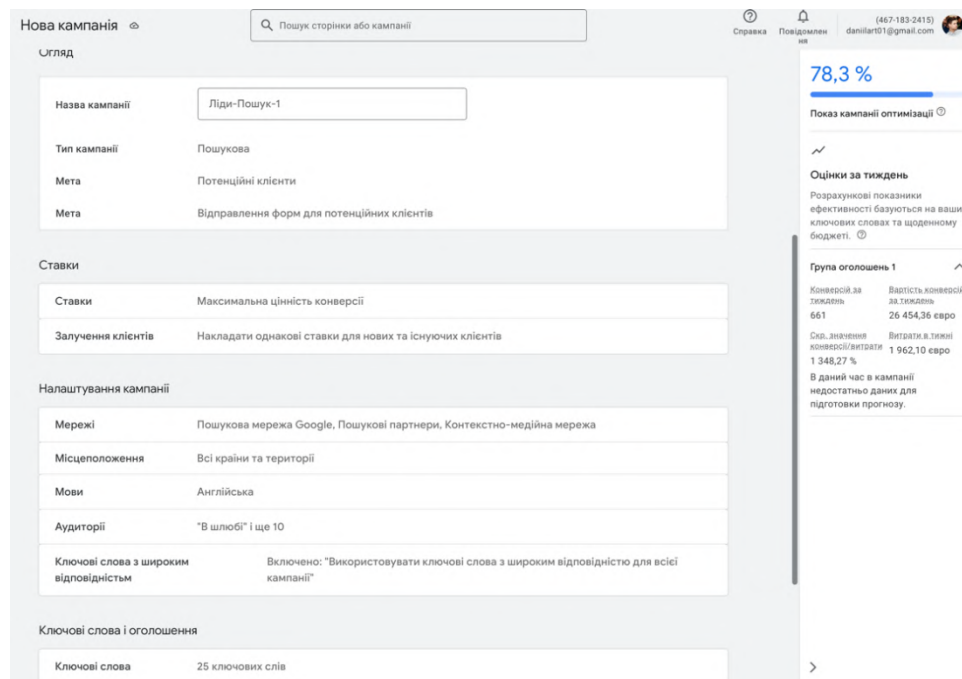 Нова кампанія
Пошук сторінки або кампанії
Справка
Повідомлен
ня
(467-183-2415)
daniilart01@gmail.com
Огляд
Назва кампанії
Ліди-Пошук-1
Тип кампанії
Пошукова
Мета
Потенційні клієнти
Мета
Відправлення форм для потенційних клієнтів
Ставки
Ставки
Максимальна цінність конверсії
Залучення клієнтів
Накладати однакові ставки для нових та існуючих клієнтів
Налаштування кампанії
Мережі
Пошукова мережа Google, Пошукові партнери, Контекстно-медійна мережа
Місцеположення
Всі країни та території
Мови
Англійська
Аудиторії
"В шлюбі" і ще 10
Ключові слова з широким
відповідністьм
Включено: "Використовувати ключові слова з широким відповідністю для всієї
кампанії"
Ключові слова і оголошення
Ключові слова
25 ключових слів
78,3 %
Показ кампанії оптимізації
Оцінки за тиждень
Розрахункові показники
ефективності базуються на ваши
ключових словах та щоденному
бюджеті.
Група оголошень 1
Конверсій за
тиждень
661
Вартість конверсій
за тиждень
26 454,36 євро
Скр. значення
конверсії/витрати
1 348,27 %
Витрати в тижні
1 962,10 євро
В даний час в кампанії
недостатньо даних для
підготовки прогнозу.